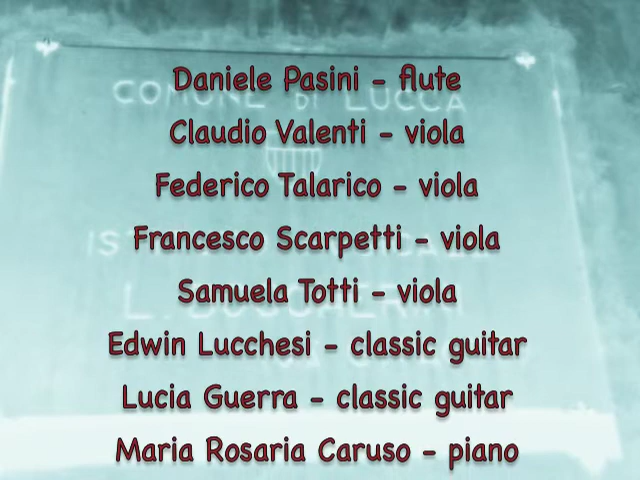 Daniele Pasini - flute
COMUNE DI LUCCA
Claudio Valenti - viola
Federico Talarico - viola
Francesco Scarpetti - viola
Samuela Totti - viola
Edwin Lucchesi - classic guitar
Lucia Guerra - classic guitar
Maria Rosaria Caruso - piano